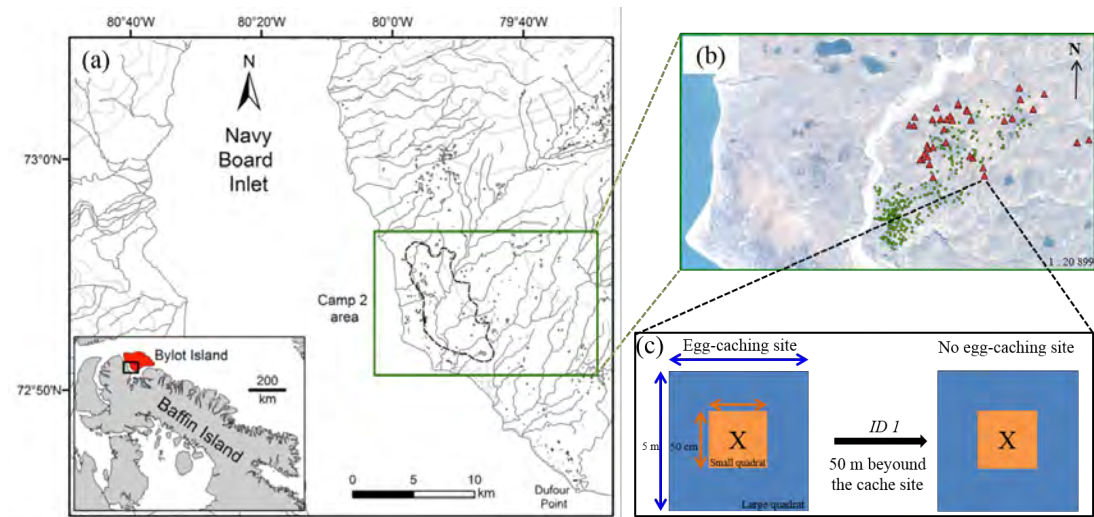 80°40'W
80°20'W
80°00'W
79°40'W
(a)
N
Navy
Board
Inlet
73°0'N
Camp 2
area
72°50'N
Bylot Island
200
km
Baffin Island
0 5 10
km
Dufour
Point
(b)
N
1 : 20 899
(c)
Egg-caching site
No egg-caching site
5 m
50 cm
X
Small quadrat
Large quadrat
ID 1
50 m beyound
the cache site
X